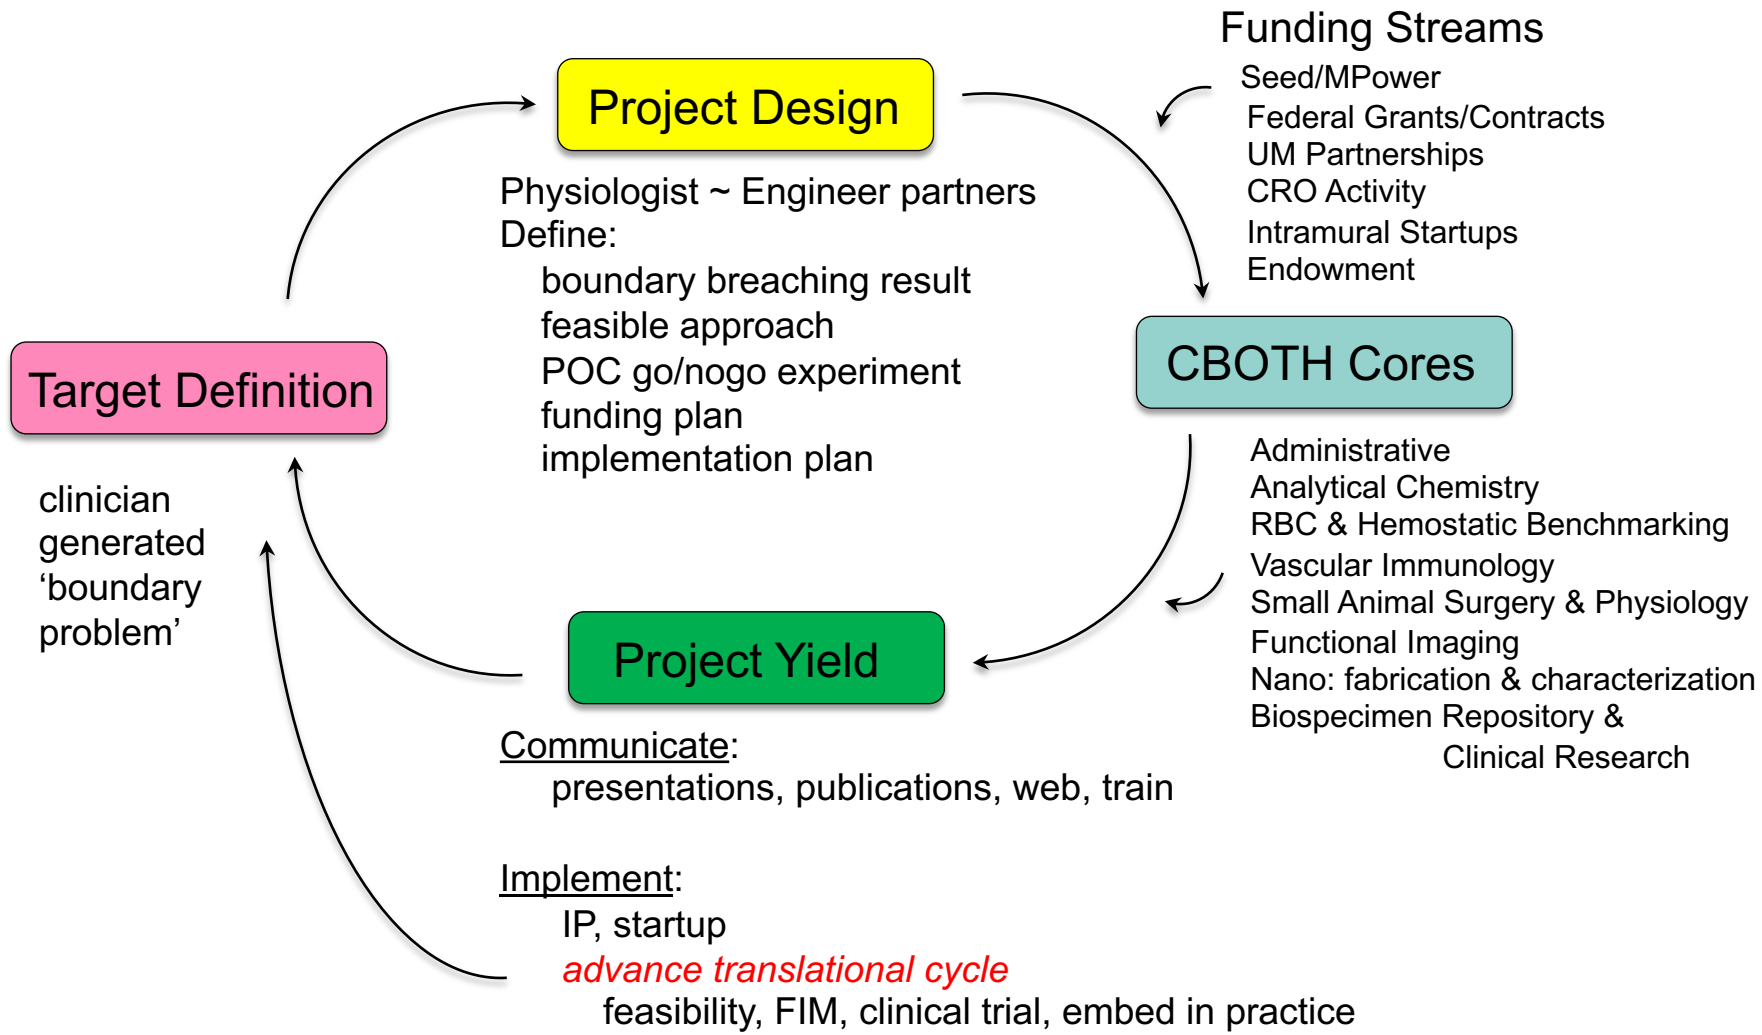 Funding Streams
Seed/MPower
Federal Grants/Contracts
UM Partnerships
CRO Activity
Intramural Startups
Endowment
Project Design
Physiologist ~ Engineer partners
Define:
boundary breaching result
feasible approach
POC go/nogo experiment
funding plan
implementation plan
CBOTH Cores
Administrative
Analytical Chemistry
RBC & Hemostatic Benchmarking
Vascular Immunology
Small Animal Surgery & Physiology
Functional Imaging
Nano: fabrication & characterization
Biospecimen Repository &
Clinical Research
Target Definition
clinician
generated
‘boundary
problem’
Project Yield
Communicate:
presentations, publications, web, train
Implement:
IP, startup
advance translational cycle
feasibility, FIM, clinical trial, embed in practice